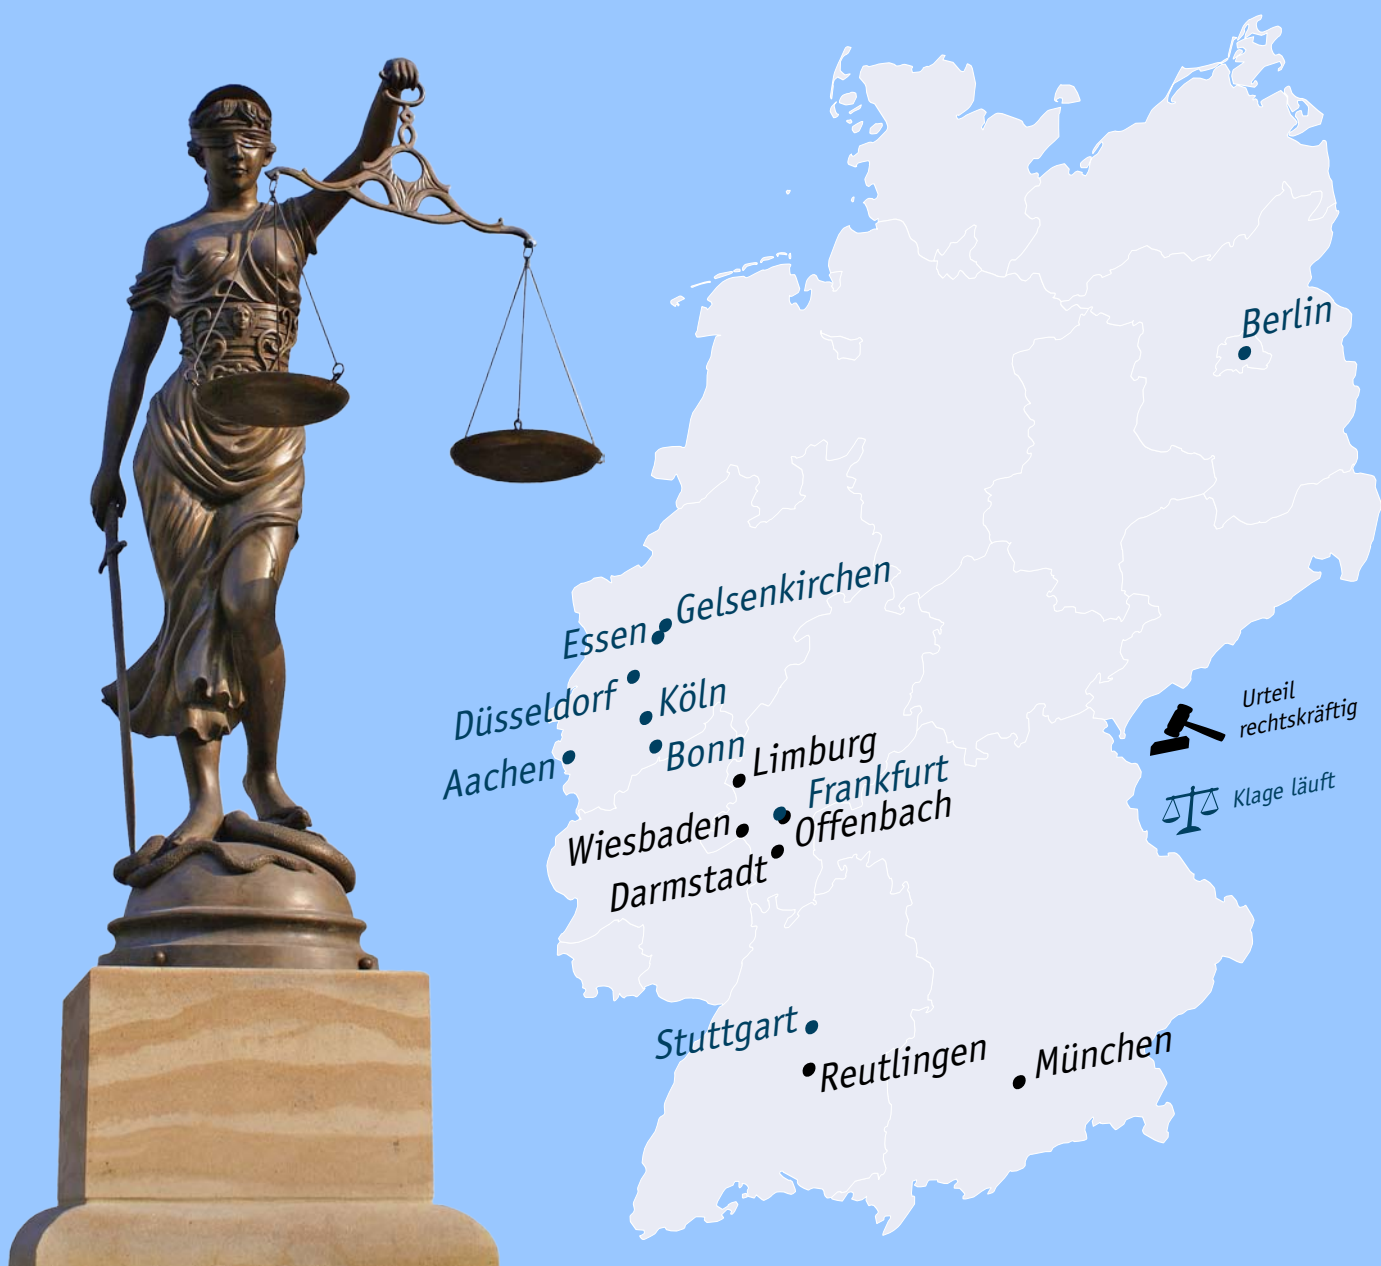 Berlin
Gelsenkirchen
Essen
Düsseldorf
Köln
Bonn
Aachen
Limburg
Frankfurt
Wiesbaden
Offenbach
Darmstadt
Urteil
rechtskräftig
Klage läuft
Stuttgart
Reutlingen
München